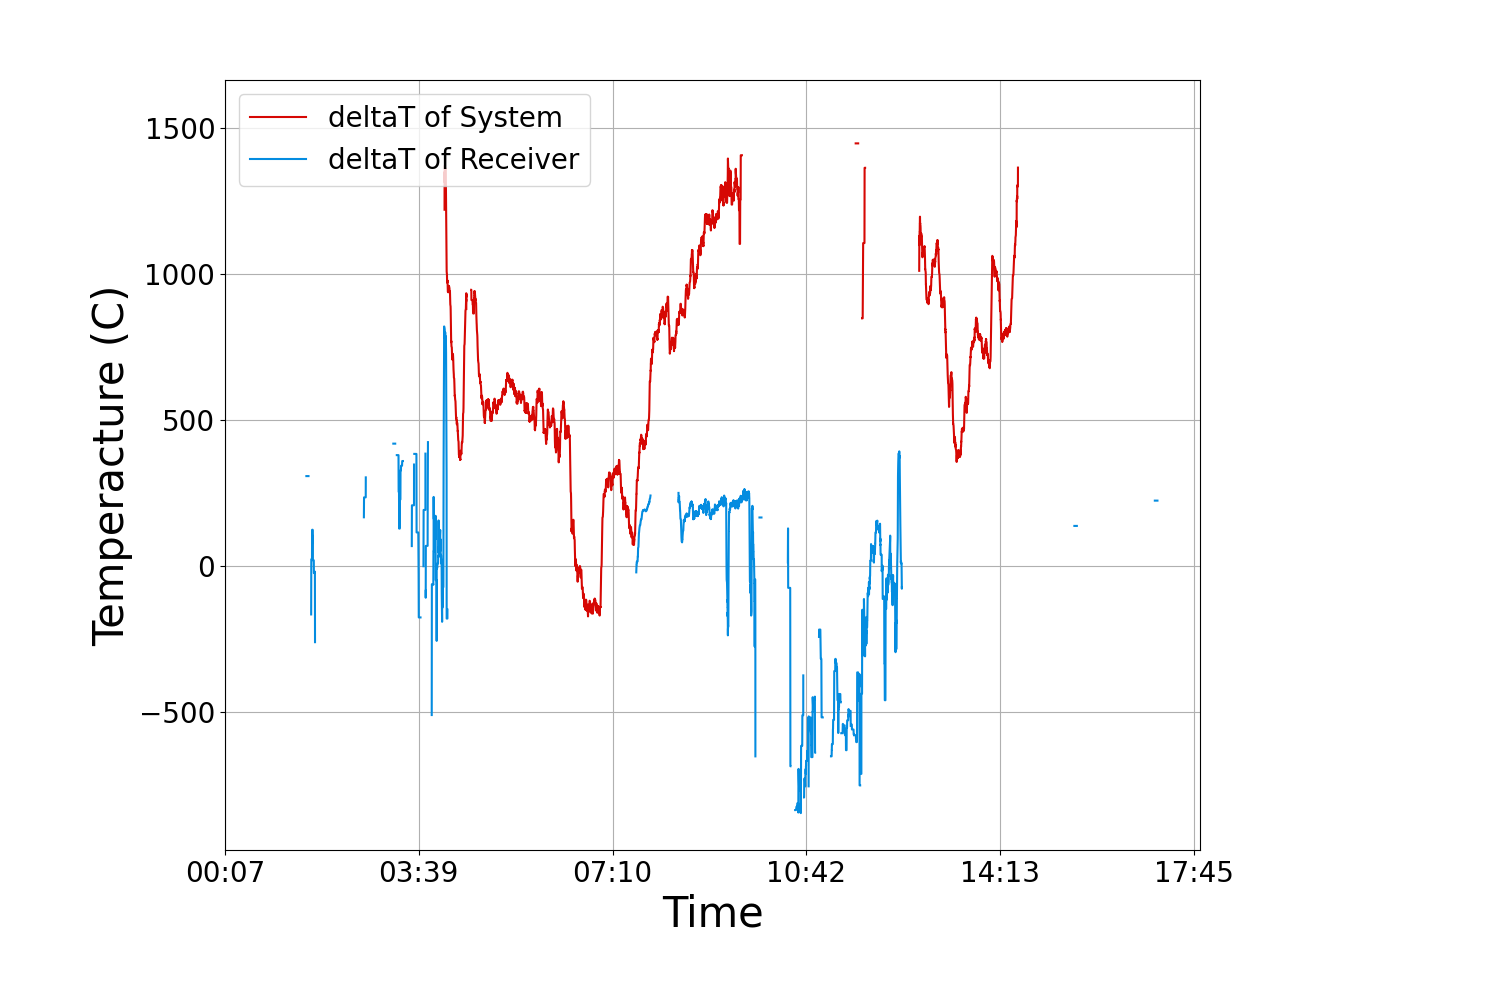 deltaT of System
deltaT of Receiver
1500
1000
500
0
−500
Temperacture (C)
00:07 03:39 07:10 10:42 14:13 17:45
Time